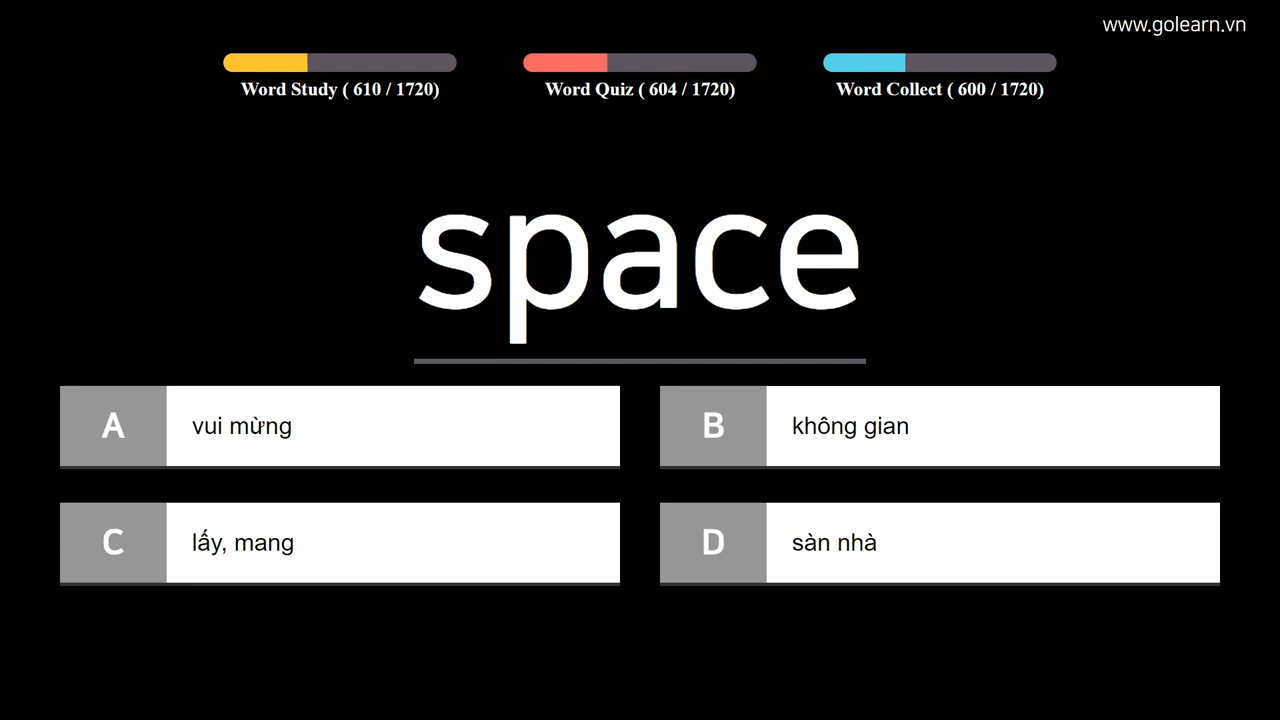 www.golearn.vn
Word Study ( 610 / 1720)
Word Quiz ( 604 / 1720)
Word Collect ( 600 / 1720)
space
A
vui mừng
B
không gian
C
lấy, mang
D
sàn nhà